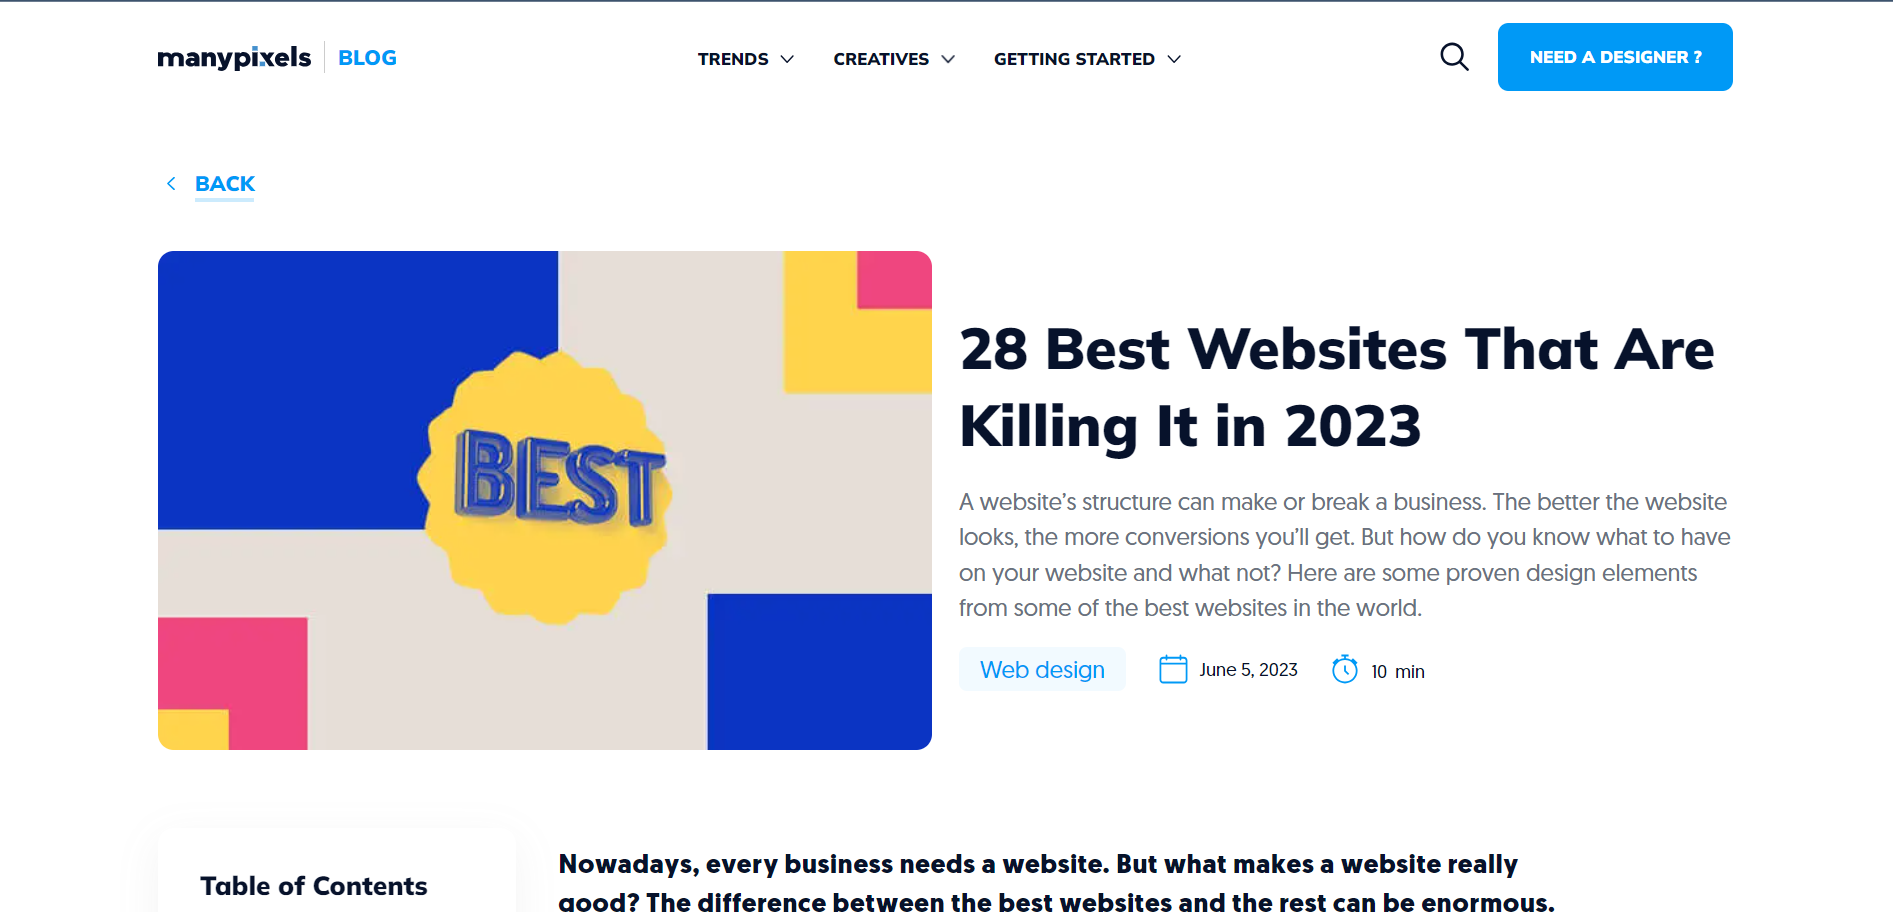 manypixels BLOG
TRENDS CREATIVES GETTING STARTED
NEED A DESIGNER ?
BACK
BEST
28 Best Websites That Are
Killing It in 2023
A website’s structure can make or break a business. The better the website
looks, the more conversions you’ll get. But how do you know what to have
on your website and what not? Here are some proven design elements
from some of the best websites in the world.
Web design June 5, 2023 10 min
Table of Contents
Nowadays, every business needs a website. But what makes a website really
good? The difference between the best websites and the rest can be enormous.